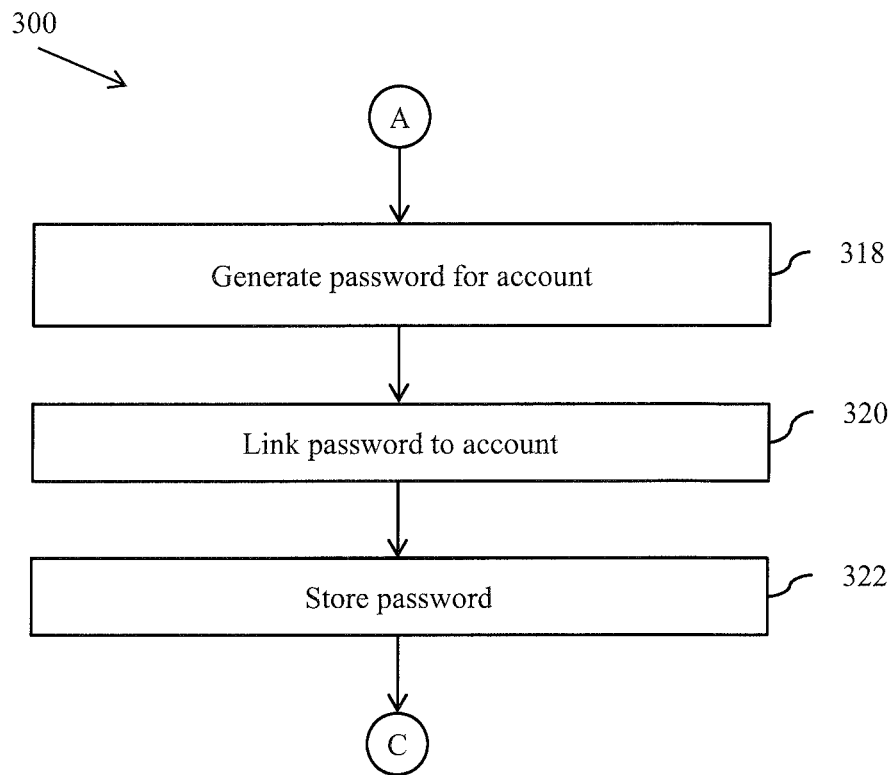 300
A
Generate password for account
318
Link password to account
320
Store password
322
C